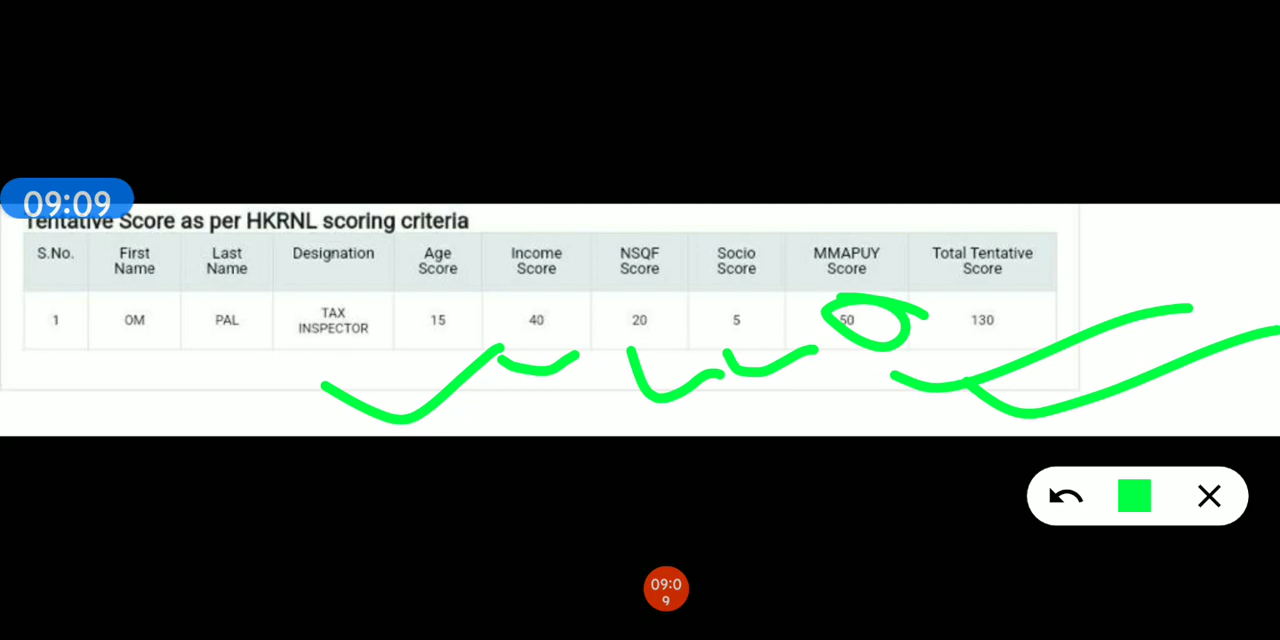 09:09
Tentative Score as per HKRNL scoring criteria
S.No. First Name Last Name Designation Age Score Income Score NSQF Score Socio Score MMAPUY Score Total Tentative Score
1 OM PAL TAX INSPECTOR 15 40 20 5 50 130
09:0
9